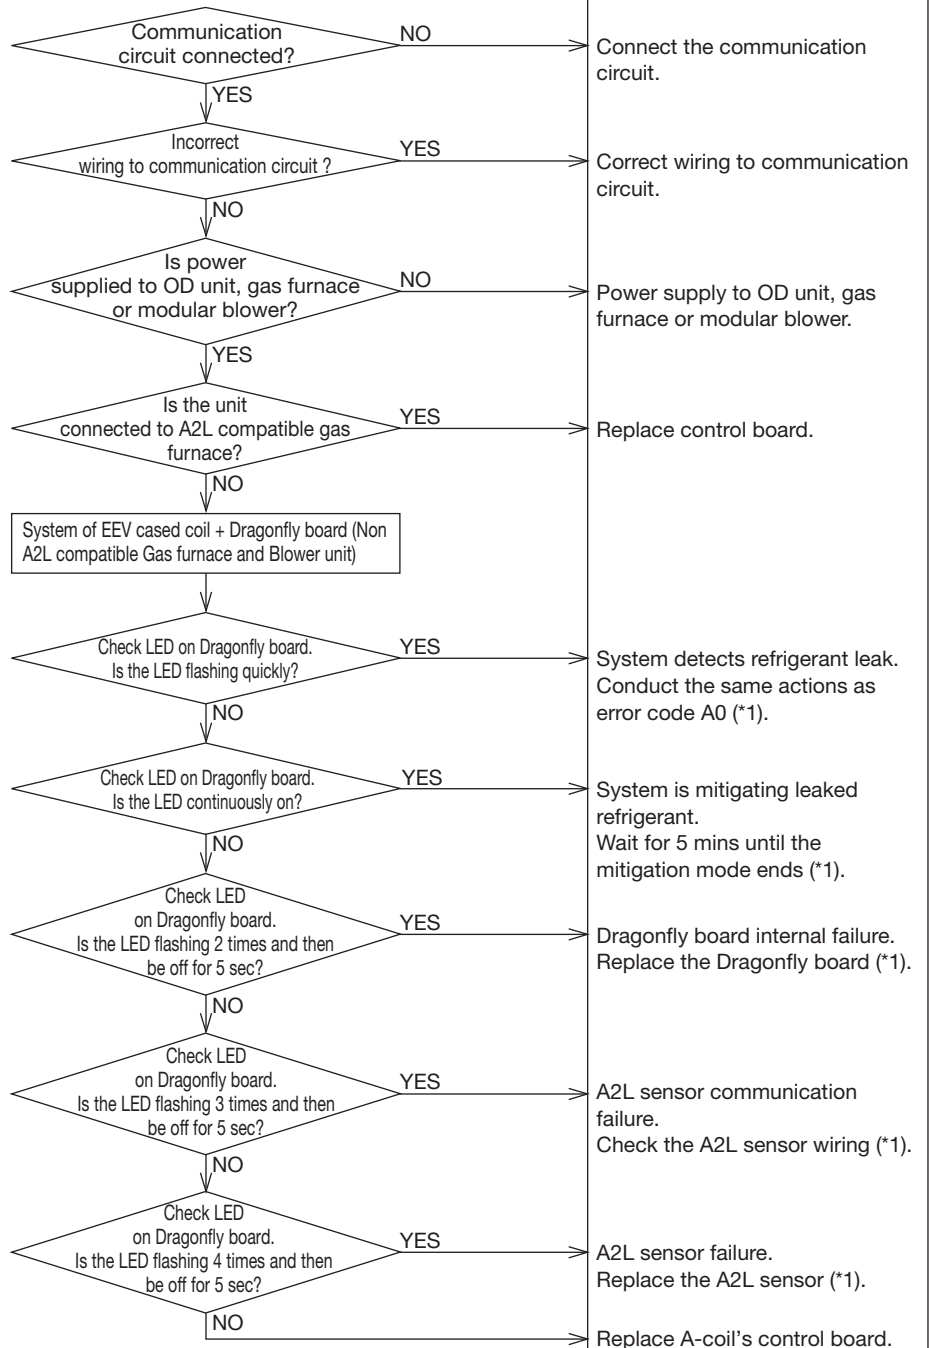 Communication
circuit connected?
NO
Connect the communication
circuit.
YES
Incorrect
wiring to communication circuit ?
YES
Correct wiring to communication
circuit.
NO
Is power
supplied to OD unit, gas furnace
or modular blower?
NO
Power supply to OD unit, gas
furnace or modular blower.
YES
Is the unit
connected to A2L compatible gas
furnace?
YES
Replace control board.
NO
System of EEV cased coil + Dragonfly board (Non
A2L compatible Gas furnace and Blower unit)
Check LED on Dragonfly board.
Is the LED flashing quickly?
YES
System detects refrigerant leak.
Conduct the same actions as
error code A0 (*1).
NO
Check LED on Dragonfly board.
Is the LED continuously on?
YES
System is mitigating leaked
refrigerant.
Wait for 5 mins until the
mitigation mode ends (*1).
NO
Check LED
on Dragonfly board.
Is the LED flashing 2 times and then
be off for 5 sec?
YES
Dragonfly board internal failure.
Replace the Dragonfly board (*1).
NO
Check LED
on Dragonfly board.
Is the LED flashing 3 times and then
be off for 5 sec?
YES
A2L sensor communication
failure.
Check the A2L sensor wiring (*1).
NO
Check LED
on Dragonfly board.
Is the LED flashing 4 times and then
be off for 5 sec?
YES
A2L sensor failure.
Replace the A2L sensor (*1).
NO
Replace A-coil's control board.